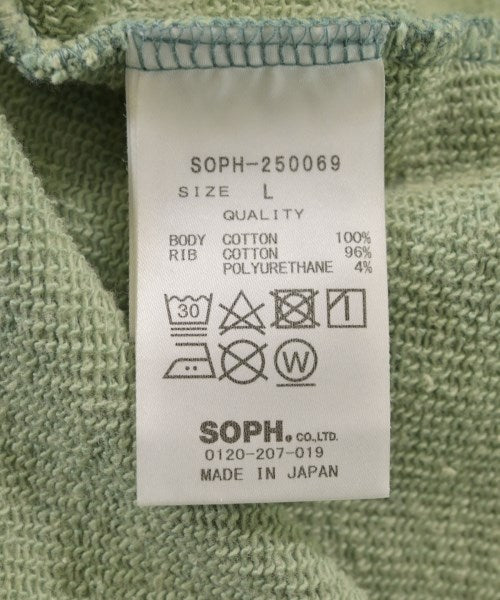 SOPH-250069
SIZE L
QUALITY
BODY COTTON 100%
RIB COTTON 96%
POLYURETHANE 4%
30
W
SOPH. CO.,LTD.
0120-207-019
MADE IN JAPAN